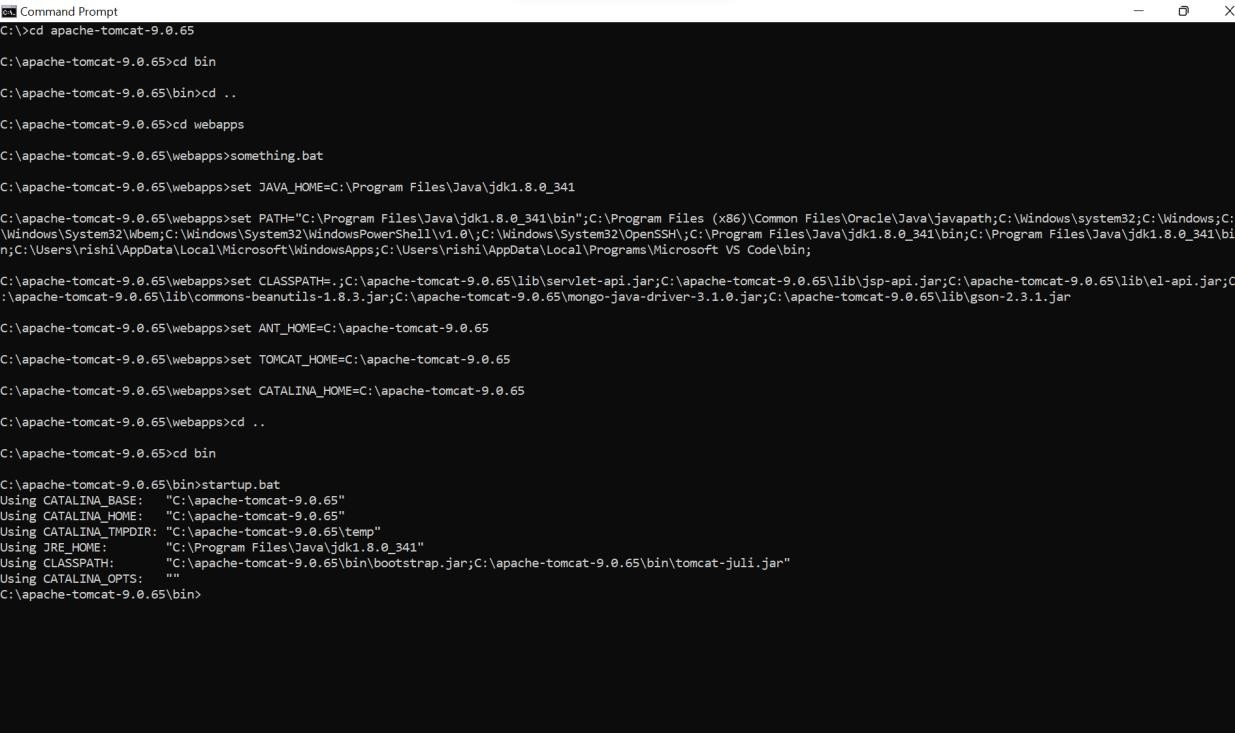 Command Prompt
C:\>cd apache-tomcat-9.0.65
C:\apache-tomcat-9.0.65>cd bin
C:\apache-tomcat-9.0.65\bin>cd ..
C:\apache-tomcat-9.0.65>cd webapps
C:\apache-tomcat-9.0.65\webapps>something.bat
C:\apache-tomcat-9.0.65\webapps>set JAVA_HOME=C:\Program Files\Java\jdk1.8.0_341
C:\apache-tomcat-9.0.65\webapps>set PATH="C:\Program Files\Java\jdk1.8.0_341\bin";C:\Program Files (x86)\Common Files\Oracle\Java\javapath;C:\Windows\system32;C:\Windows;C:
\Windows\System32\Wbem;C:\Windows\System32\WindowsPowerShell\v1.0\;C:\Windows\System32\OpenSSH\;C:\Program Files\Java\jdk1.8.0_341\bin;C:\Program Files\Java\jdk1.8.0_341\bi
n;C:\Users\rishi\AppData\Local\Microsoft\WindowsApps;C:\Users\rishi\AppData\Local\Programs\Microsoft VS Code\bin;
C:\apache-tomcat-9.0.65\webapps>set CLASSPATH=.;C:\apache-tomcat-9.0.65\lib\servlet-api.jar;C:\apache-tomcat-9.0.65\lib\jsp-api.jar;C:\apache-tomcat-9.0.65\lib\el-api.jar;C
:\apache-tomcat-9.0.65\lib\commons-beanutils-1.8.3.jar;C:\apache-tomcat-9.0.65\mongo-java-driver-3.1.0.jar;C:\apache-tomcat-9.0.65\lib\gson-2.3.1.jar
C:\apache-tomcat-9.0.65\webapps>set ANT_HOME=C:\apache-tomcat-9.0.65
C:\apache-tomcat-9.0.65\webapps>set TOMCAT_HOME=C:\apache-tomcat-9.0.65
C:\apache-tomcat-9.0.65\webapps>set CATALINA_HOME=C:\apache-tomcat-9.0.65
C:\apache-tomcat-9.0.65\webapps>cd ..
C:\apache-tomcat-9.0.65>cd bin
C:\apache-tomcat-9.0.65\bin>startup.bat
Using CATALINA_BASE:   "C:\apache-tomcat-9.0.65"
Using CATALINA_HOME:   "C:\apache-tomcat-9.0.65"
Using CATALINA_TMPDIR: "C:\apache-tomcat-9.0.65\temp"
Using JRE_HOME:        "C:\Program Files\Java\jdk1.8.0_341"
Using CLASSPATH:       "C:\apache-tomcat-9.0.65\bin\bootstrap.jar;C:\apache-tomcat-9.0.65\bin\tomcat-juli.jar"
Using CATALINA_OPTS:   ""
C:\apache-tomcat-9.0.65\bin>